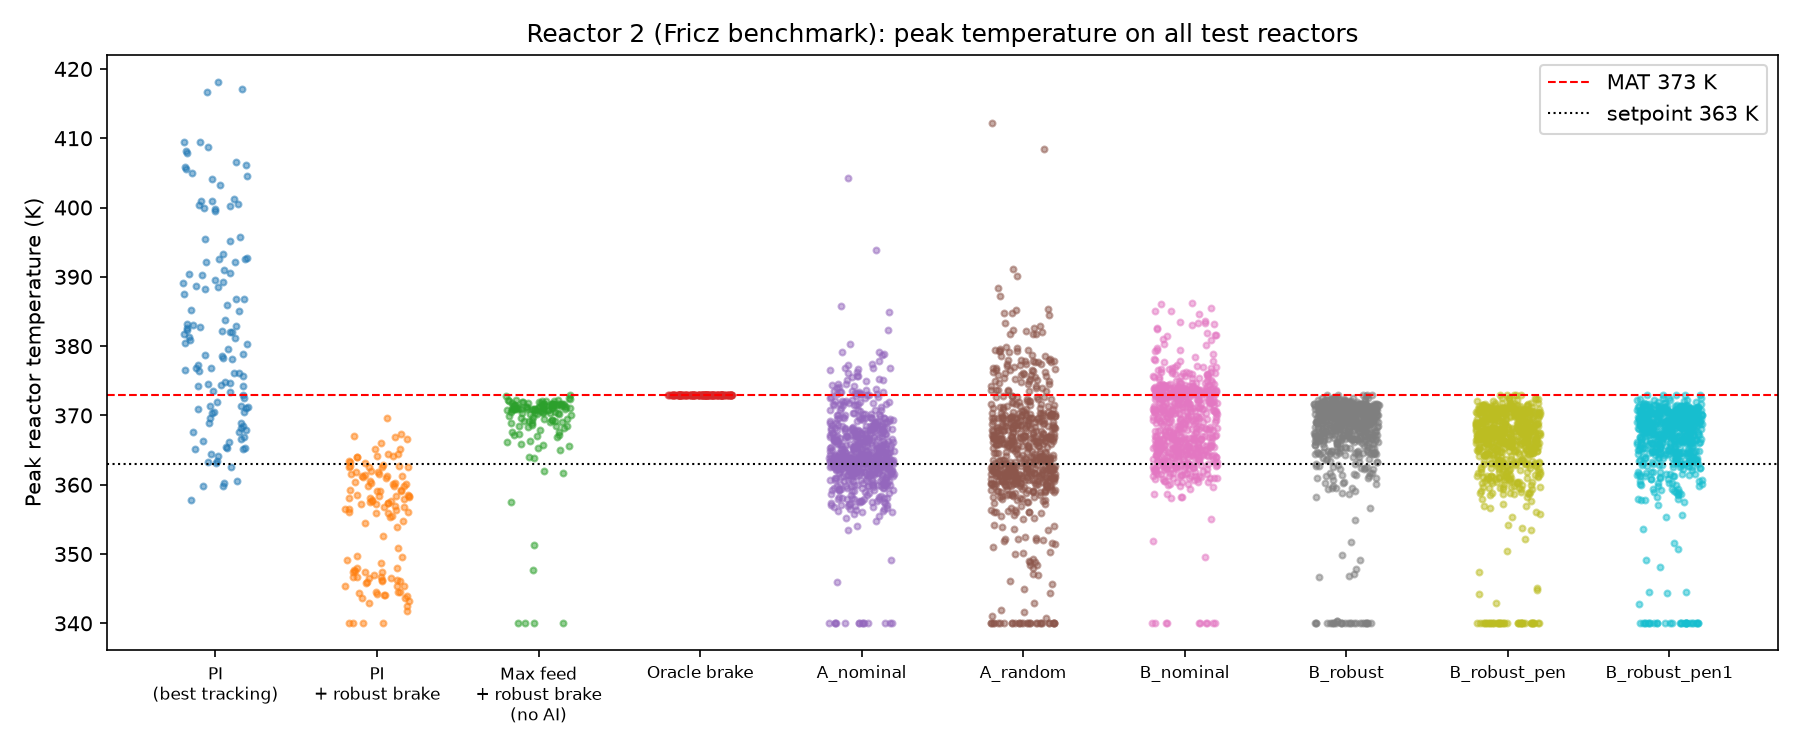 Reactor 2 (Fricz benchmark): peak temperature on all test reactors
Peak reactor temperature (K)
420
410
400
390
380
370
360
350
340
MAT 373 K
setpoint 363 K
PI
(best tracking)
PI
+ robust brake
Max feed
+ robust brake
(no AI)
Oracle brake
A_nominal
A_random
B_nominal
B_robust
B_robust_pen
B_robust_pen1